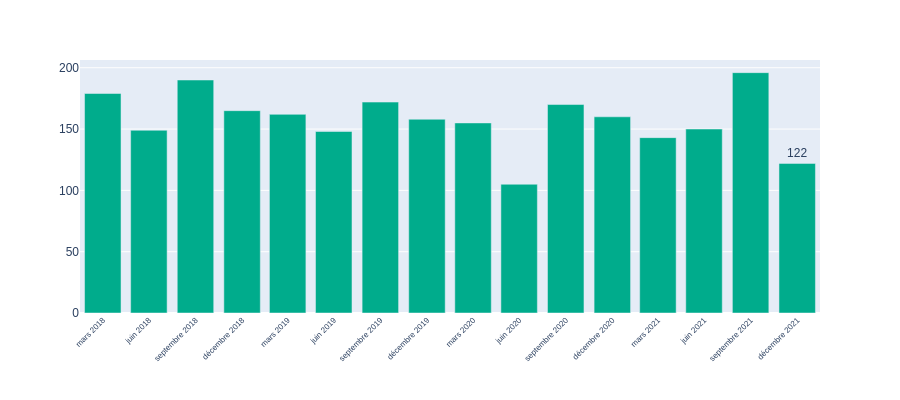 200
150
100
50
0
122
mars 2018
juin 2018
septembre 2018
décembre 2018
mars 2019
juin 2019
septembre 2019
décembre 2019
mars 2020
juin 2020
septembre 2020
décembre 2020
mars 2021
juin 2021
septembre 2021
décembre 2021